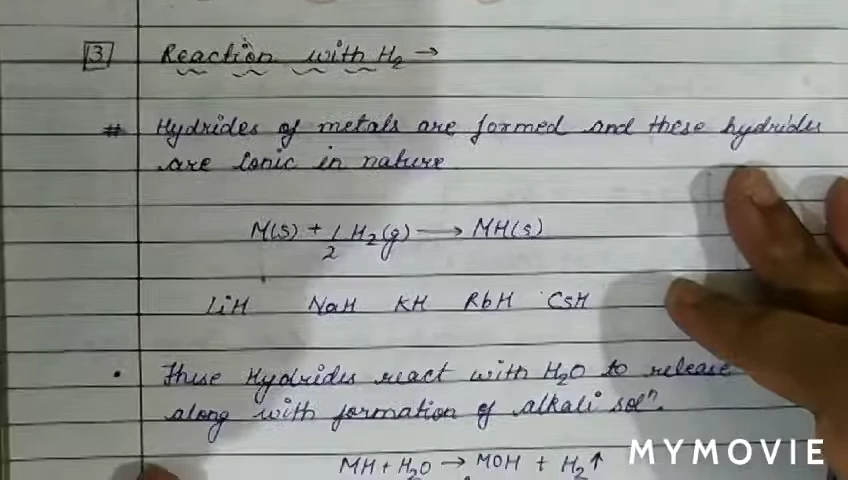 3 Reaction with H₂ →
# Hydrides of metals are formed and these hydrides
are ionic in nature
M(s) + 1/2 H₂(g) → MH(s)
LiH NaH KH RbH CsH
• These Hydrides react with H₂O to release
along with formation of alkali solⁿ.
MH + H₂O → MOH + H₂↑
MYMOVIE